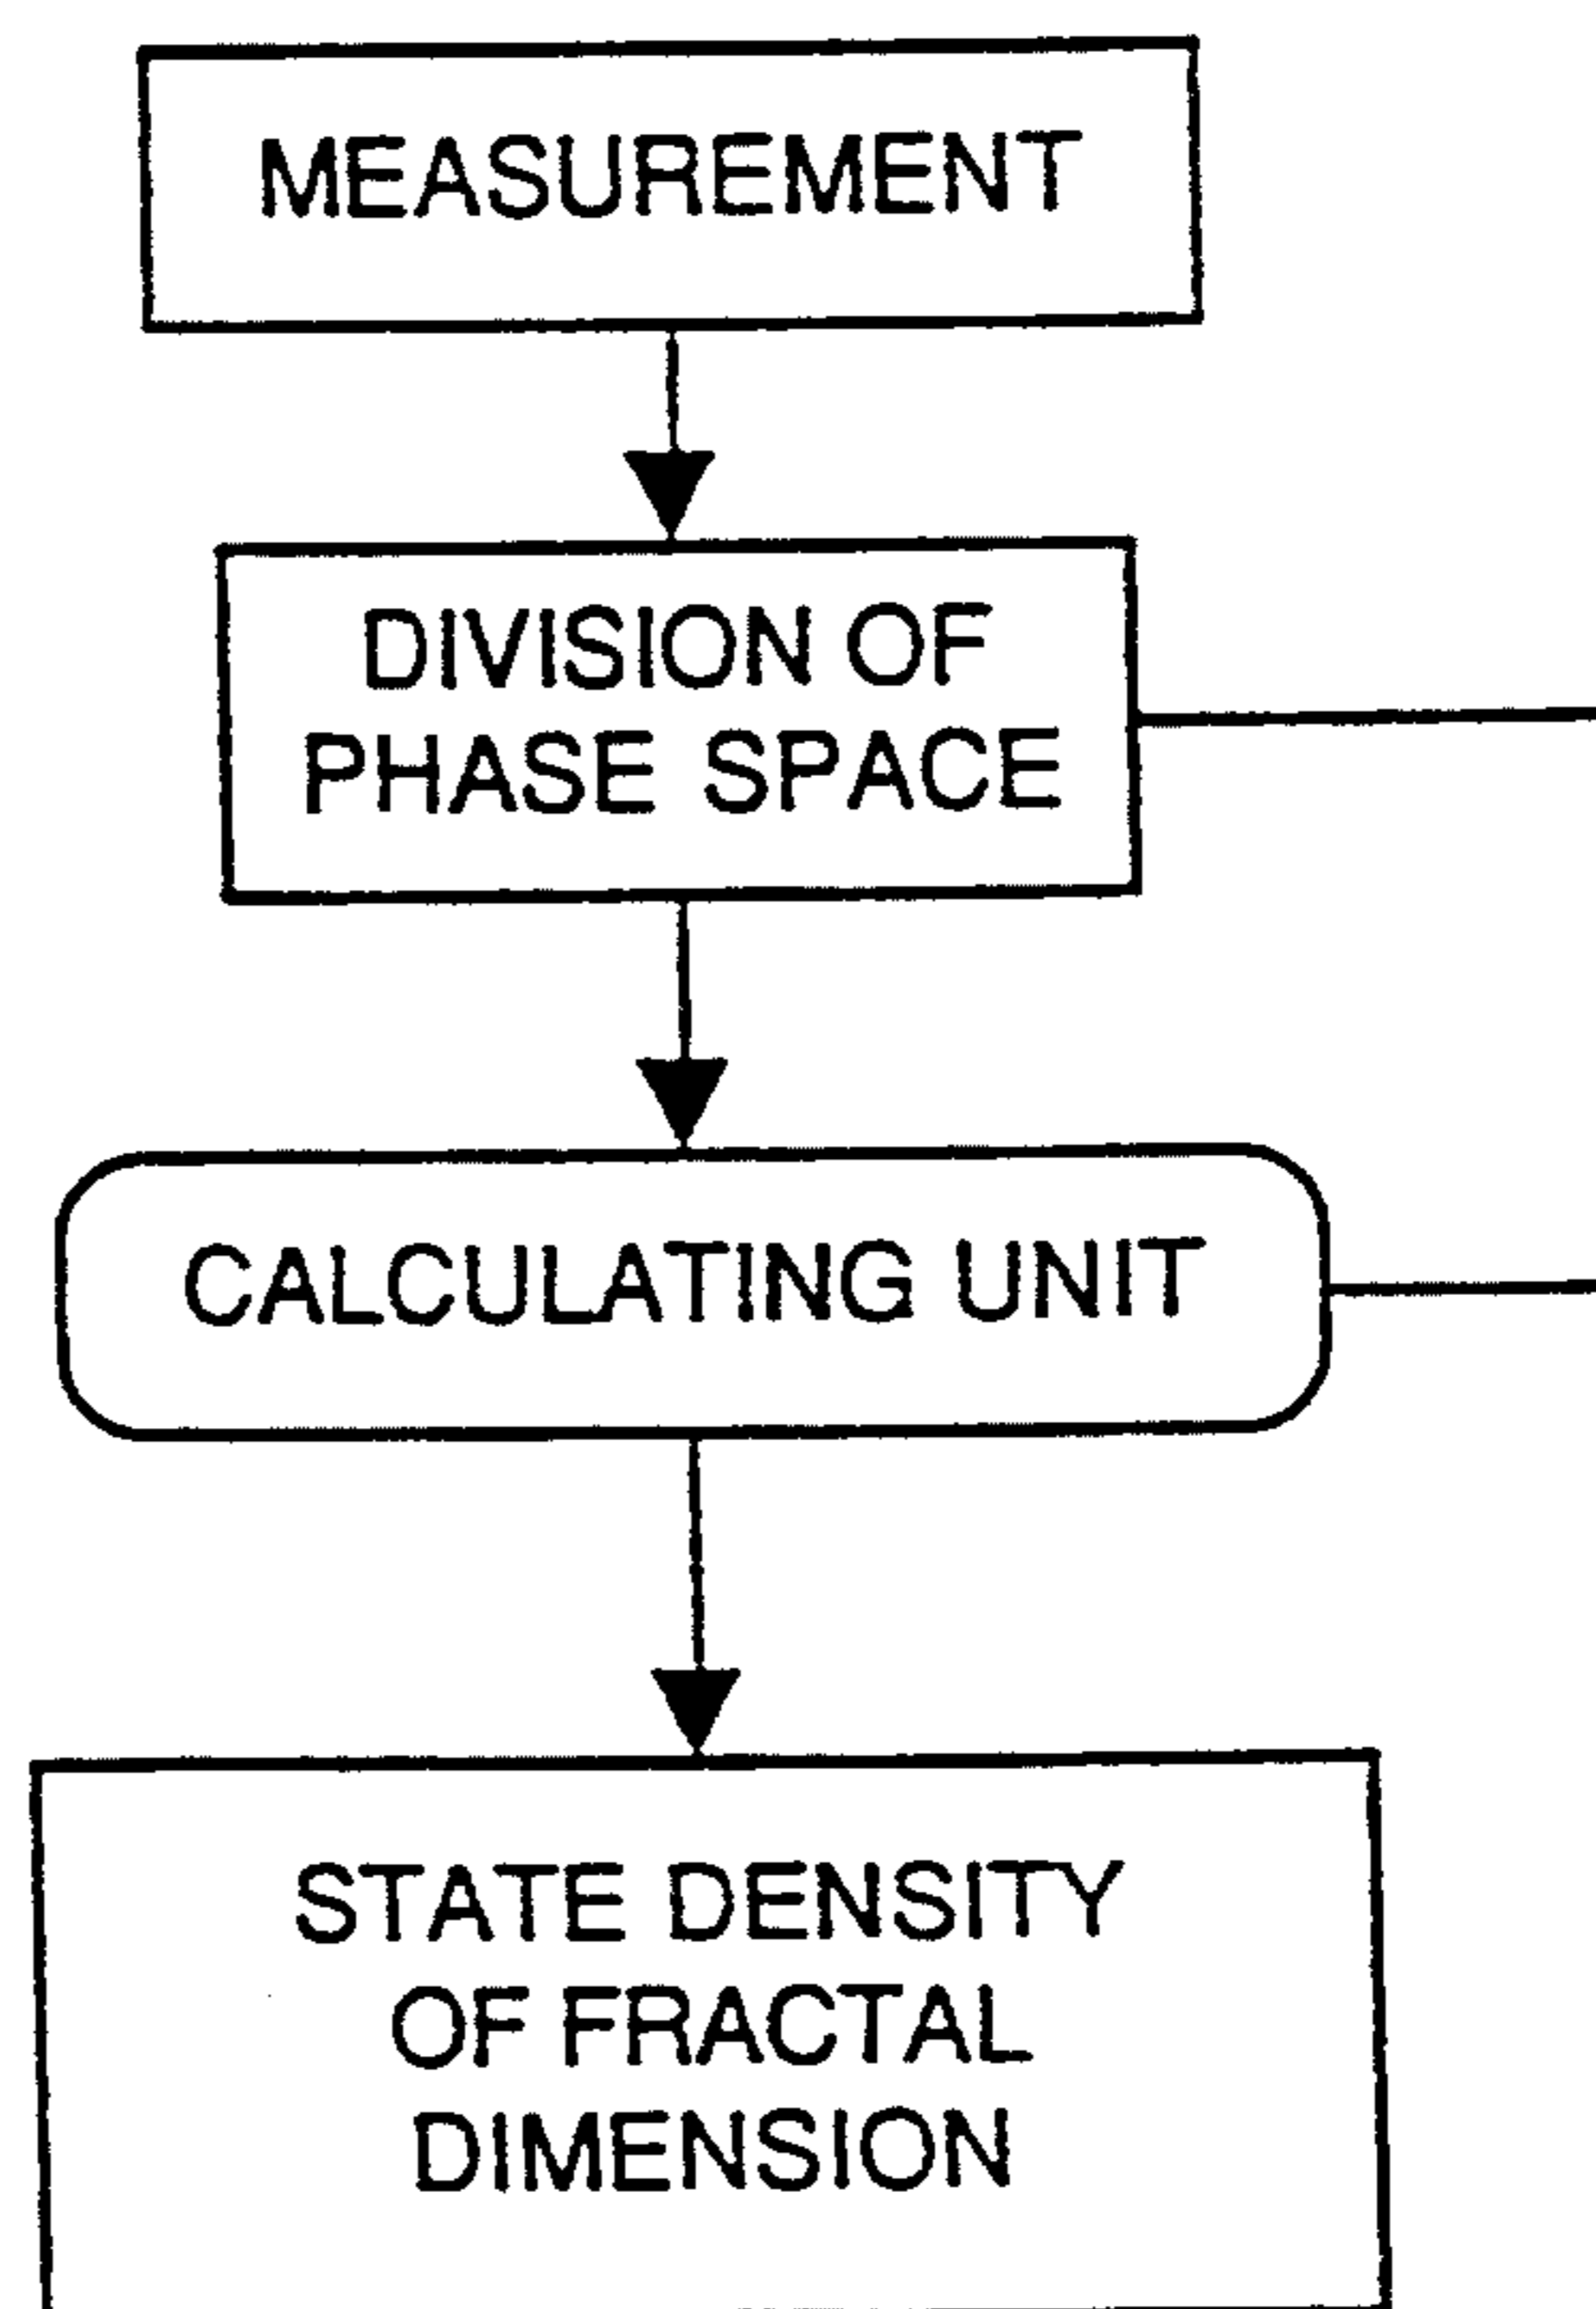 MEASUREMENT
DIVISION OF
PHASE SPACE
CALCULATING UNIT
STATE DENSITY
OF FRACTAL
DIMENSION